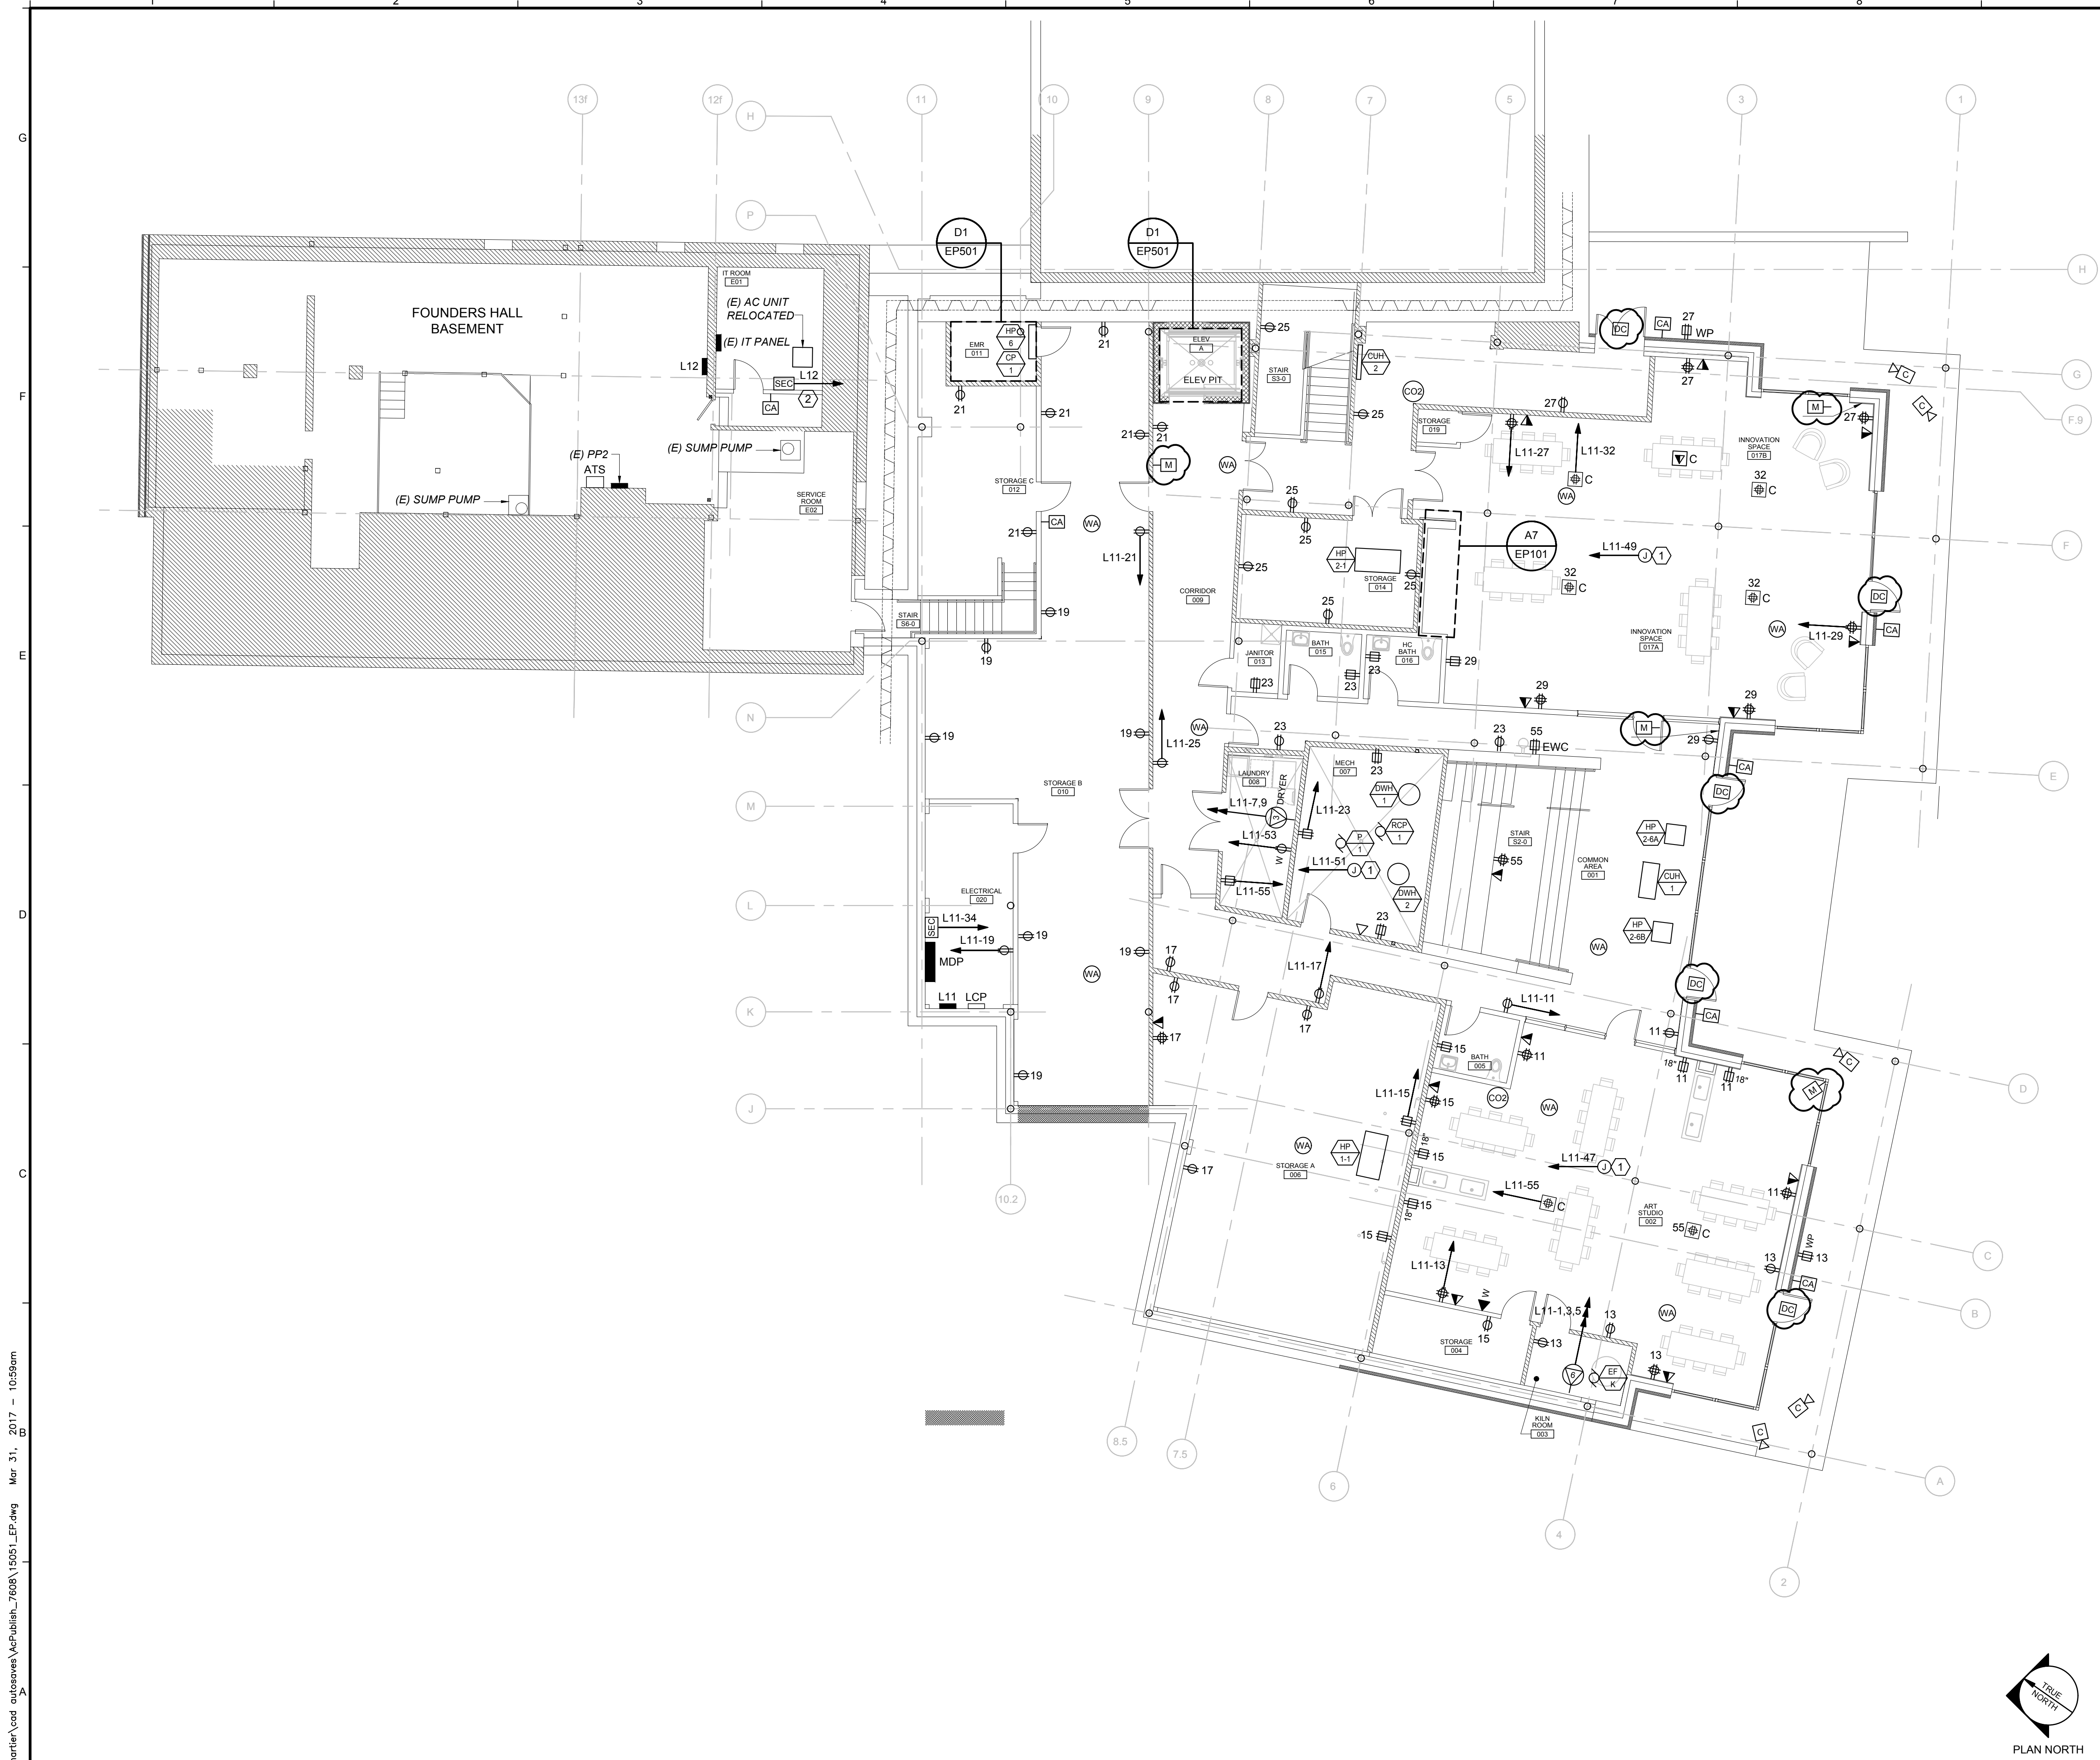 1 2 3 4 5 6 7 8
G
F
E
D
C
B
A
13f
12f
11
10
9
8
7
5
3
1
H
P
N
M
L
K
J
10.2
8.5
7.5
6
4
2
H
G
F.9
F
E
D
C
B
A
FOUNDERS HALL
BASEMENT
IT ROOM
E01
(E) AC UNIT
RELOCATED
(E) IT PANEL
L12
SEC
L12
CA
2
(E) SUMP PUMP
(E) PP2
ATS
(E) SUMP PUMP
SERVICE
ROOM
E02
D1
EP501
D1
EP501
EMR
011
HP
6
CP
1
21
21
21
21
21
M
WA
ELEV
A
ELEV PIT
25
STAIR
S3-0
CUH
2
25
CO2
STORAGE C
012
CA
WA
21
L11-21
19
STAIR
S6-0
19
CORRIDOR
009
25
25
25
25
25
HP
2-1
STORAGE
014
STORAGE
019
27
L11-27
L11-32
C
WA
DC
CA
27
WP
27
C
C
M
27
INNOVATION
SPACE
017B
C
32
C
A7
EP101
L11-49
J
1
32
C
32
C
DC
CA
L11-29
WA
INNOVATION
SPACE
017A
JANITOR
013
23
BATH
015
23
23
HC
BATH
016
29
29
29
M
29
CA
DC
19
19
L11-25
WA
23
23
55
EWC
STORAGE B
010
LAUNDRY
008
DRYER
L11-7,9
3
L11-53
W
L11-55
MECH
007
23
DWH
1
L11-23
RCP
1
P
1
L11-51
J
1
DWH
2
23
STAIR
S2-0
55
COMMON
AREA
001
HP
2-6A
CUH
1
HP
2-6B
WA
DC
CA
ELECTRICAL
020
SEC
L11-34
L11-19
MDP
L11
LCP
19
19
WA
17
17
17
17
L11-17
L11-11
11
18"
11
11
18"
19
15
BATH
005
11
L11-15
15
CO2
WA
M
C
18"
15
WA
STORAGE A
006
HP
1-1
17
L11-47
J
1
L11-55
C
18"
15
15
ART
STUDIO
002
55
C
11
WP
13
13
CA
DC
L11-13
W
15
STORAGE
004
L11-1,3,5
13
13
WA
6
EF
K
13
KILN
ROOM
003
C
C
TRUE
NORTH
PLAN NORTH
nartier\cad autosaves\AcPublish_7608\15051_EP.dwg Mar 31, 2017 - 10:59am